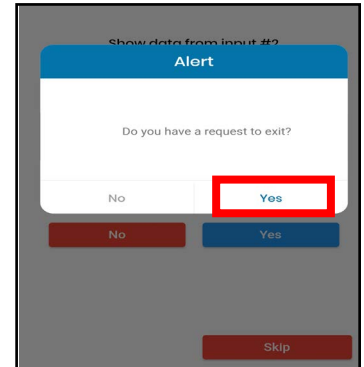 Show data from input #2
Alert
Do you have a request to exit?
No Yes
No Yes
Skip